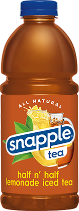 ALL NATURAL
snapple
tea
half n' half
lemonade iced tea